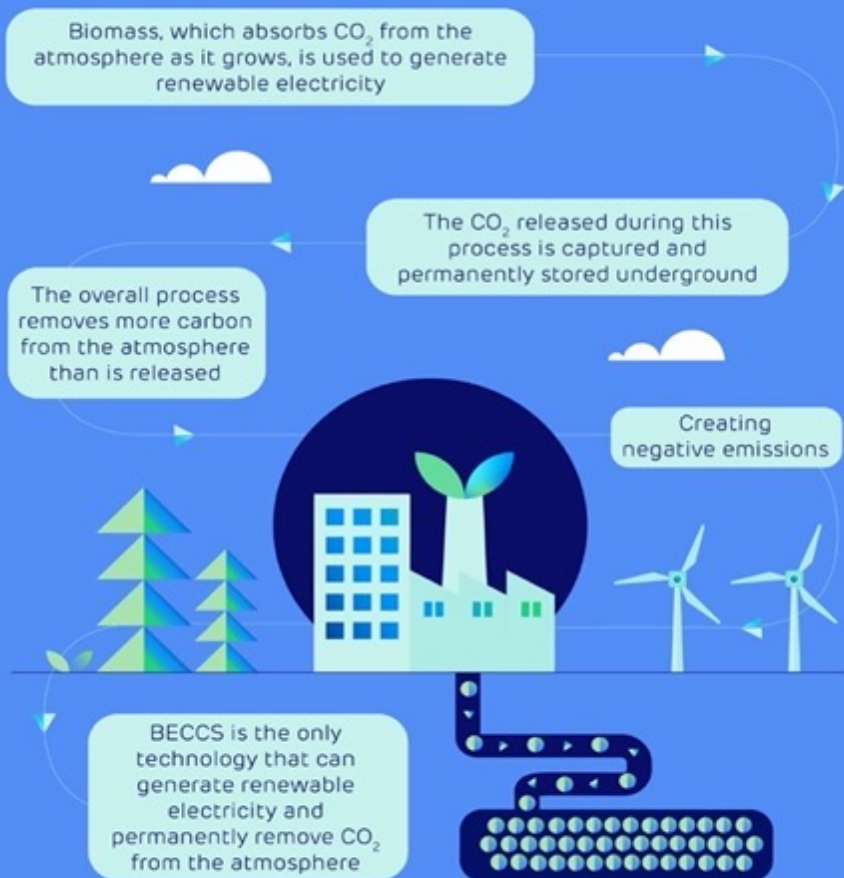 Biomass, which absorbs CO₂ from the
atmosphere as it grows, is used to generate
renewable electricity
The CO₂ released during this
process is captured and
permanently stored underground
The overall process
removes more carbon
from the atmosphere
than is released
Creating
negative emissions
BECCS is the only
technology that can
generate renewable
electricity and
permanently remove CO₂
from the atmosphere